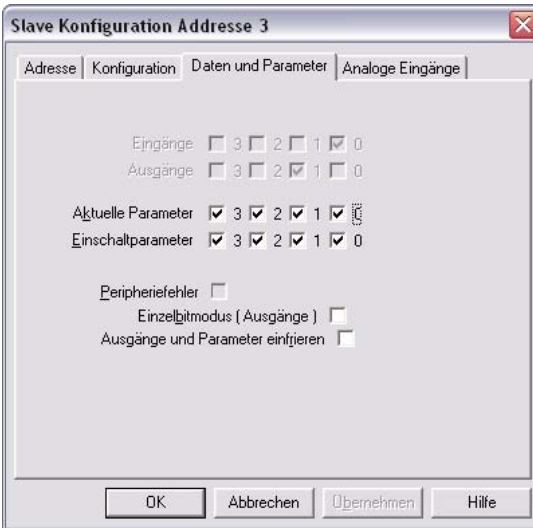 Slave Konfiguration Addresse 3
Adresse Konfiguration Daten und Parameter Analoge Eingänge
Eingänge 3 2 1 0
Ausgänge 3 2 1 0
Aktuelle Parameter 3 2 1 0
Einschaltparameter 3 2 1 0
Peripheriefehler
Einzelbitmodus ( Ausgänge )
Ausgänge und Parameter einfrieren
OK Abbrechen Übernehmen Hilfe